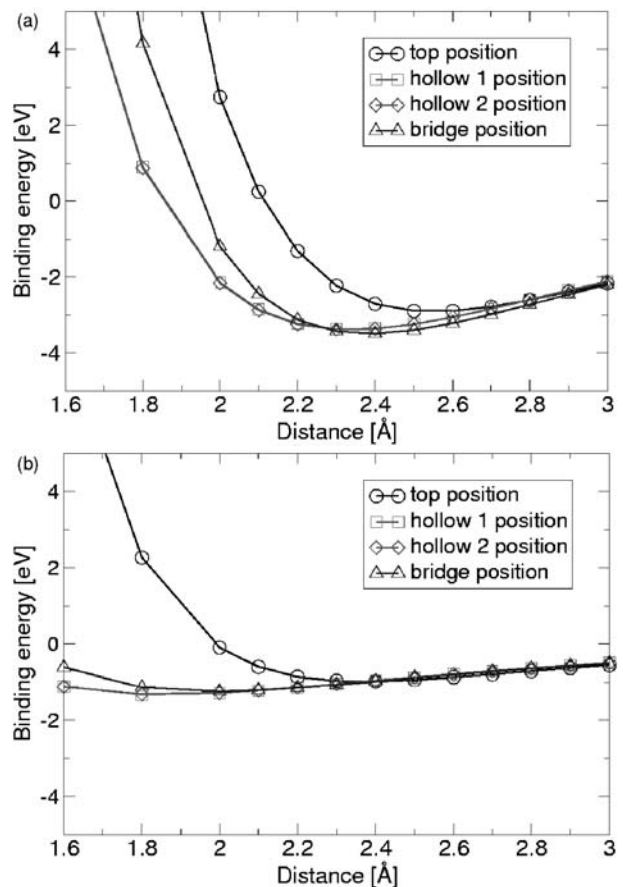 (a)
4
2
0
-2
-4
Binding energy [eV]
top position
hollow 1 position
hollow 2 position
bridge position
1.6 1.8 2 2.2 2.4 2.6 2.8 3
Distance [Å]
(b)
4
2
0
-2
-4
Binding energy [eV]
top position
hollow 1 position
hollow 2 position
bridge position
1.6 1.8 2 2.2 2.4 2.6 2.8 3
Distance [Å]